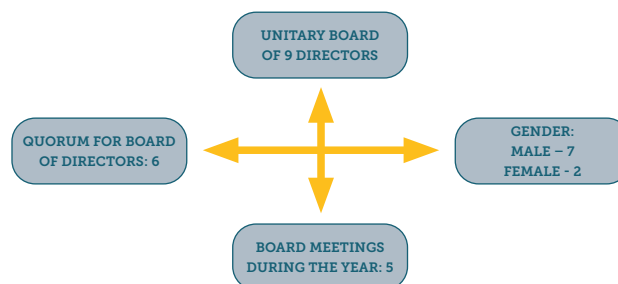 UNITARY BOARD
OF 9 DIRECTORS
QUORUM FOR BOARD
OF DIRECTORS: 6
GENDER:
MALE – 7
FEMALE - 2
BOARD MEETINGS
DURING THE YEAR: 5